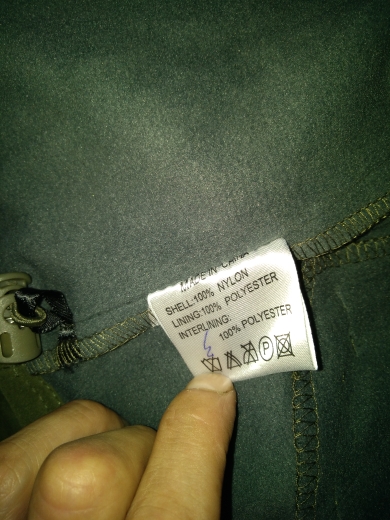 MADE IN CHINA
SHELL:100% NYLON
LINING:100% POLYESTER
INTERLINING:
100% POLYESTER
P